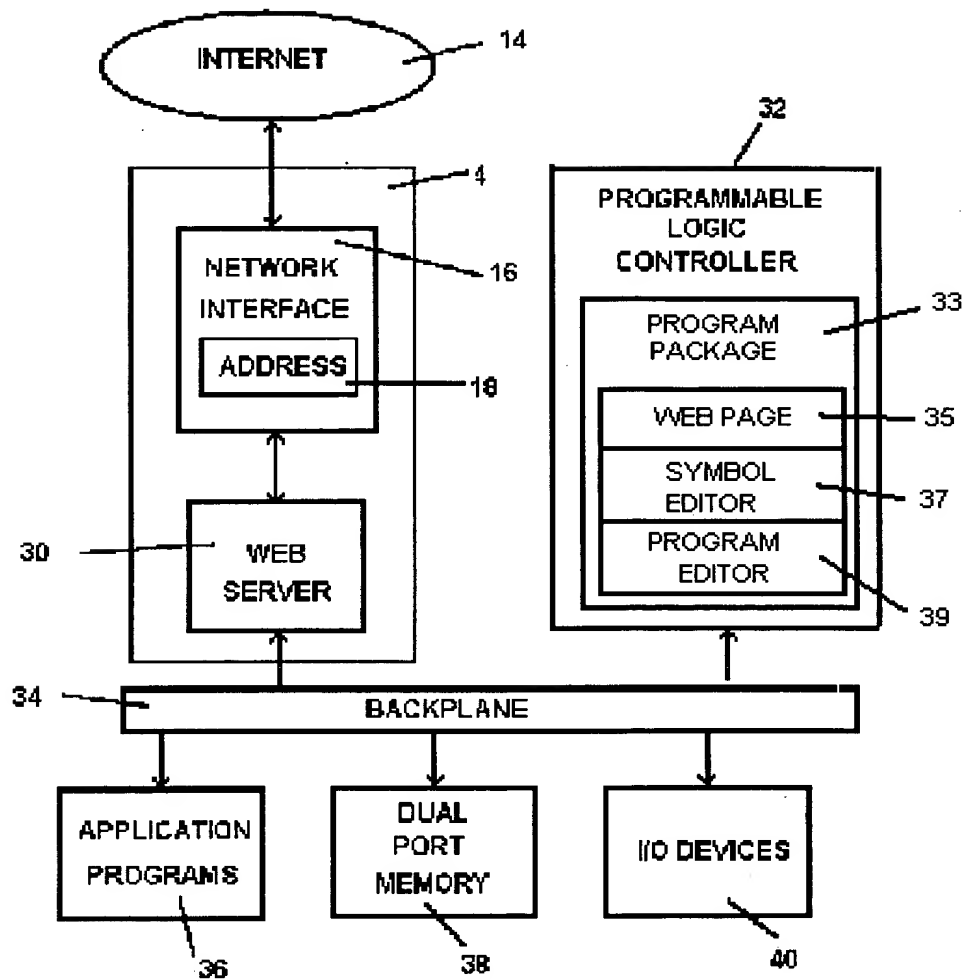 INTERNET
14
4
NETWORK
INTERFACE
16
ADDRESS
18
30
WEB
SERVER
32
PROGRAMMABLE
LOGIC
CONTROLLER
33
PROGRAM
PACKAGE
WEB PAGE
35
SYMBOL
EDITOR
37
PROGRAM
EDITOR
39
34
BACKPLANE
APPLICATION
PROGRAMS
36
DUAL
PORT
MEMORY
38
I/O DEVICES
40